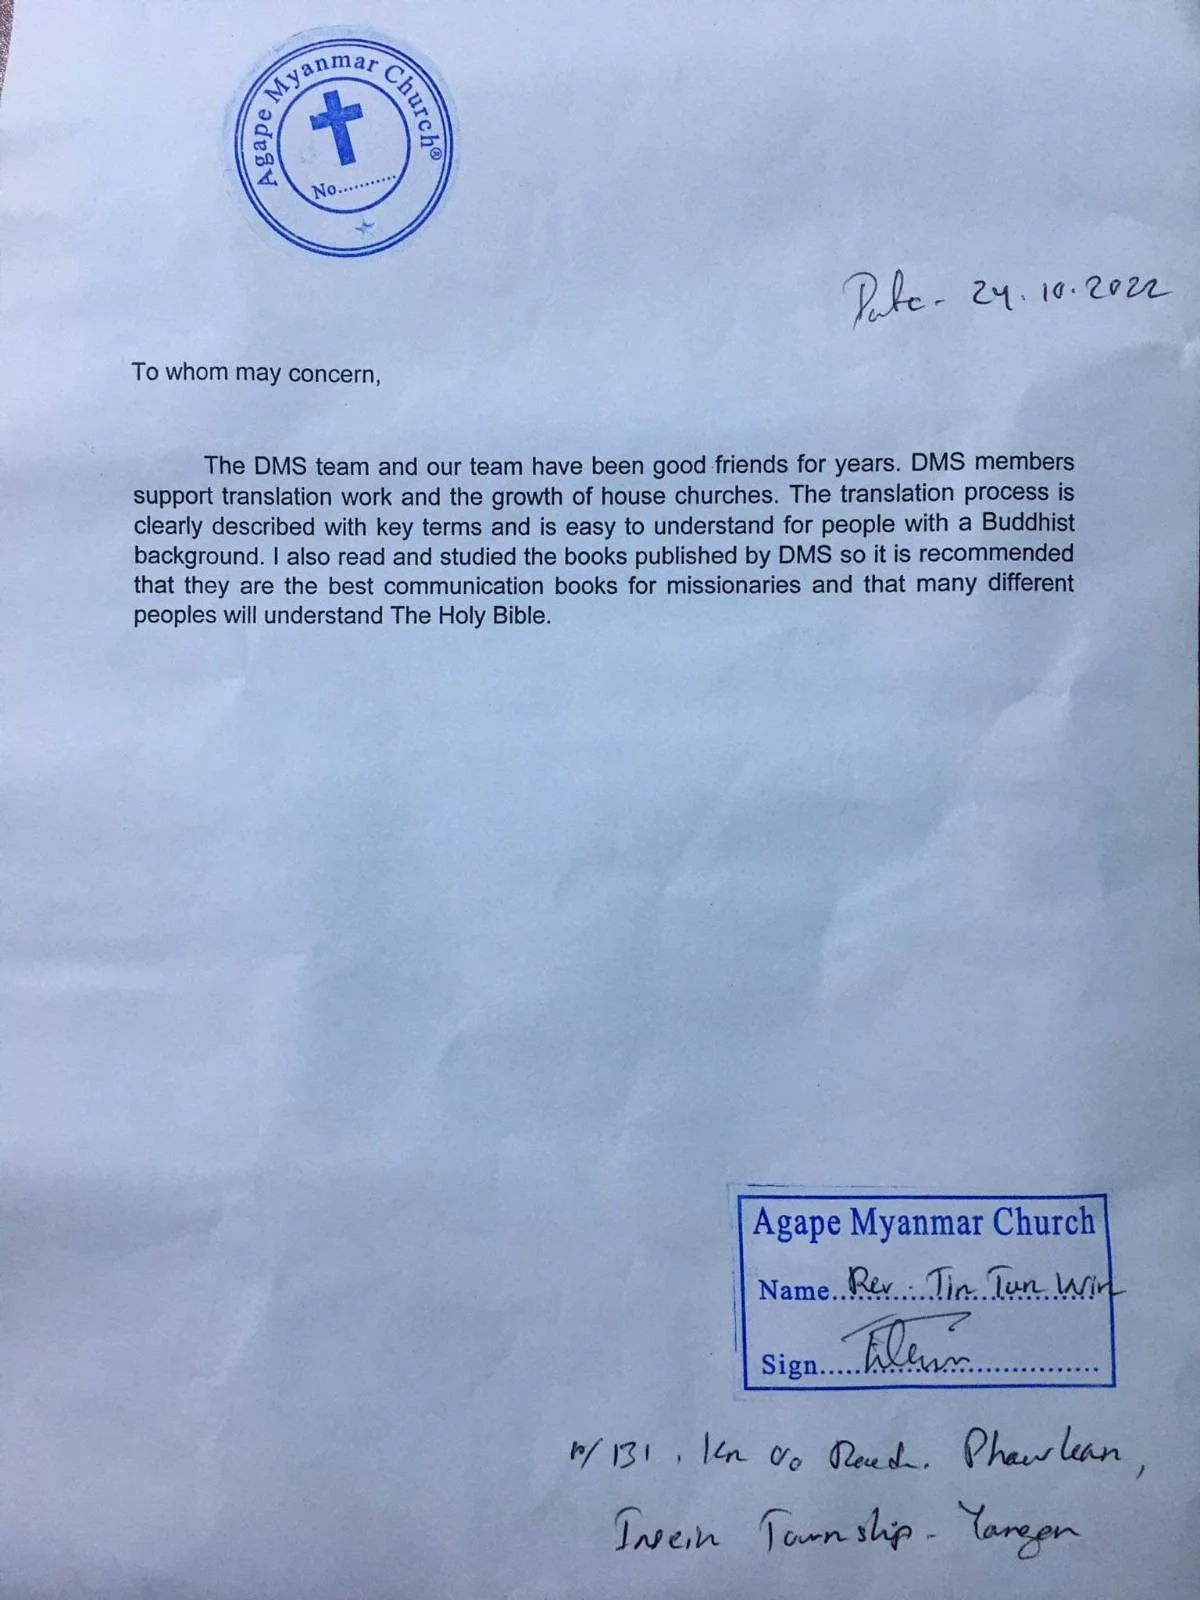 Agape Myanmar Church®
No...........
Date - 24.10.2022
To whom may concern,
The DMS team and our team have been good friends for years. DMS members
support translation work and the growth of house churches. The translation process is
clearly described with key terms and is easy to understand for people with a Buddhist
background. I also read and studied the books published by DMS so it is recommended
that they are the best communication books for missionaries and that many different
peoples will understand The Holy Bible.
Agape Myanmar Church
Name Rev. Tin Tun Win
Sign
131, Road. Phawkan,
Insein Township - Yangon